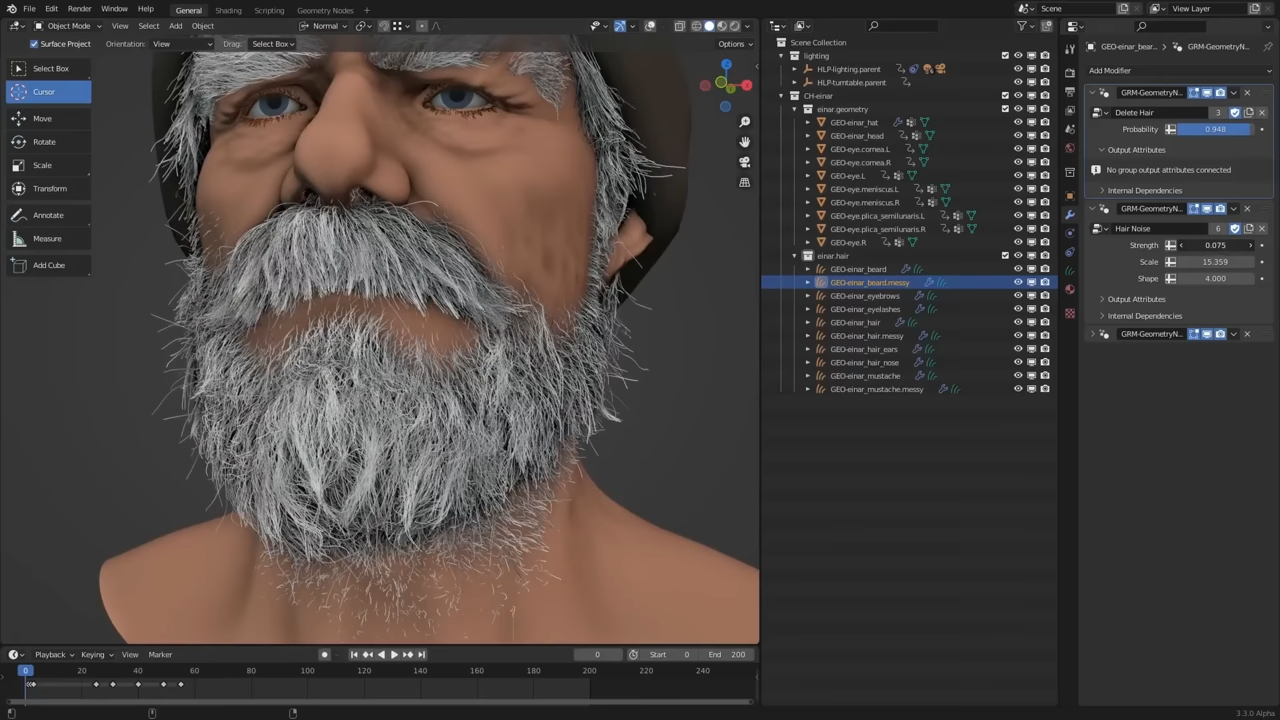 File Edit Render Window Help General Shading Scripting Geometry Nodes + Scene View Layer
Object Mode View Select Add Object Normal
Surface Project Orientation: View Drag: Select Box Options
Select Box
Cursor
Move
Rotate
Scale
Transform
Annotate
Measure
Add Cube
Scene Collection
lighting
HLP-lighting.parent
HLP-turntable.parent
CH-einar
einar.geometry
GEO-einar_hat
GEO-einar_head
GEO-eye.cornea.L
GEO-eye.cornea.R
GEO-eye.L
GEO-eye.meniscus.L
GEO-eye.meniscus.R
GEO-eye.plica_semilunaris.L
GEO-eye.plica_semilunaris.R
GEO-eye.R
einar.hair
GEO-einar_beard
GEO-einar_beard.messy
GEO-einar_eyebrows
GEO-einar_eyelashes
GEO-einar_hair
GEO-einar_hair.messy
GEO-einar_hair_ears
GEO-einar_hair_nose
GEO-einar_mustache
GEO-einar_mustache.messy
GEO-einar_bear... GRM-GeometryN...
Add Modifier
GRM-GeometryN...
Delete Hair 3
Probability 0.948
Output Attributes
No group output attributes connected
Internal Dependencies
GRM-GeometryN...
Hair Noise 6
Strength 0.075
Scale 15.359
Shape 4.000
Output Attributes
Internal Dependencies
GRM-GeometryN...
Playback Keying View Marker 0 Start 0 End 200
0 20 40 60 80 100 120 140 160 180 200 220 240
3.3.0 Alpha